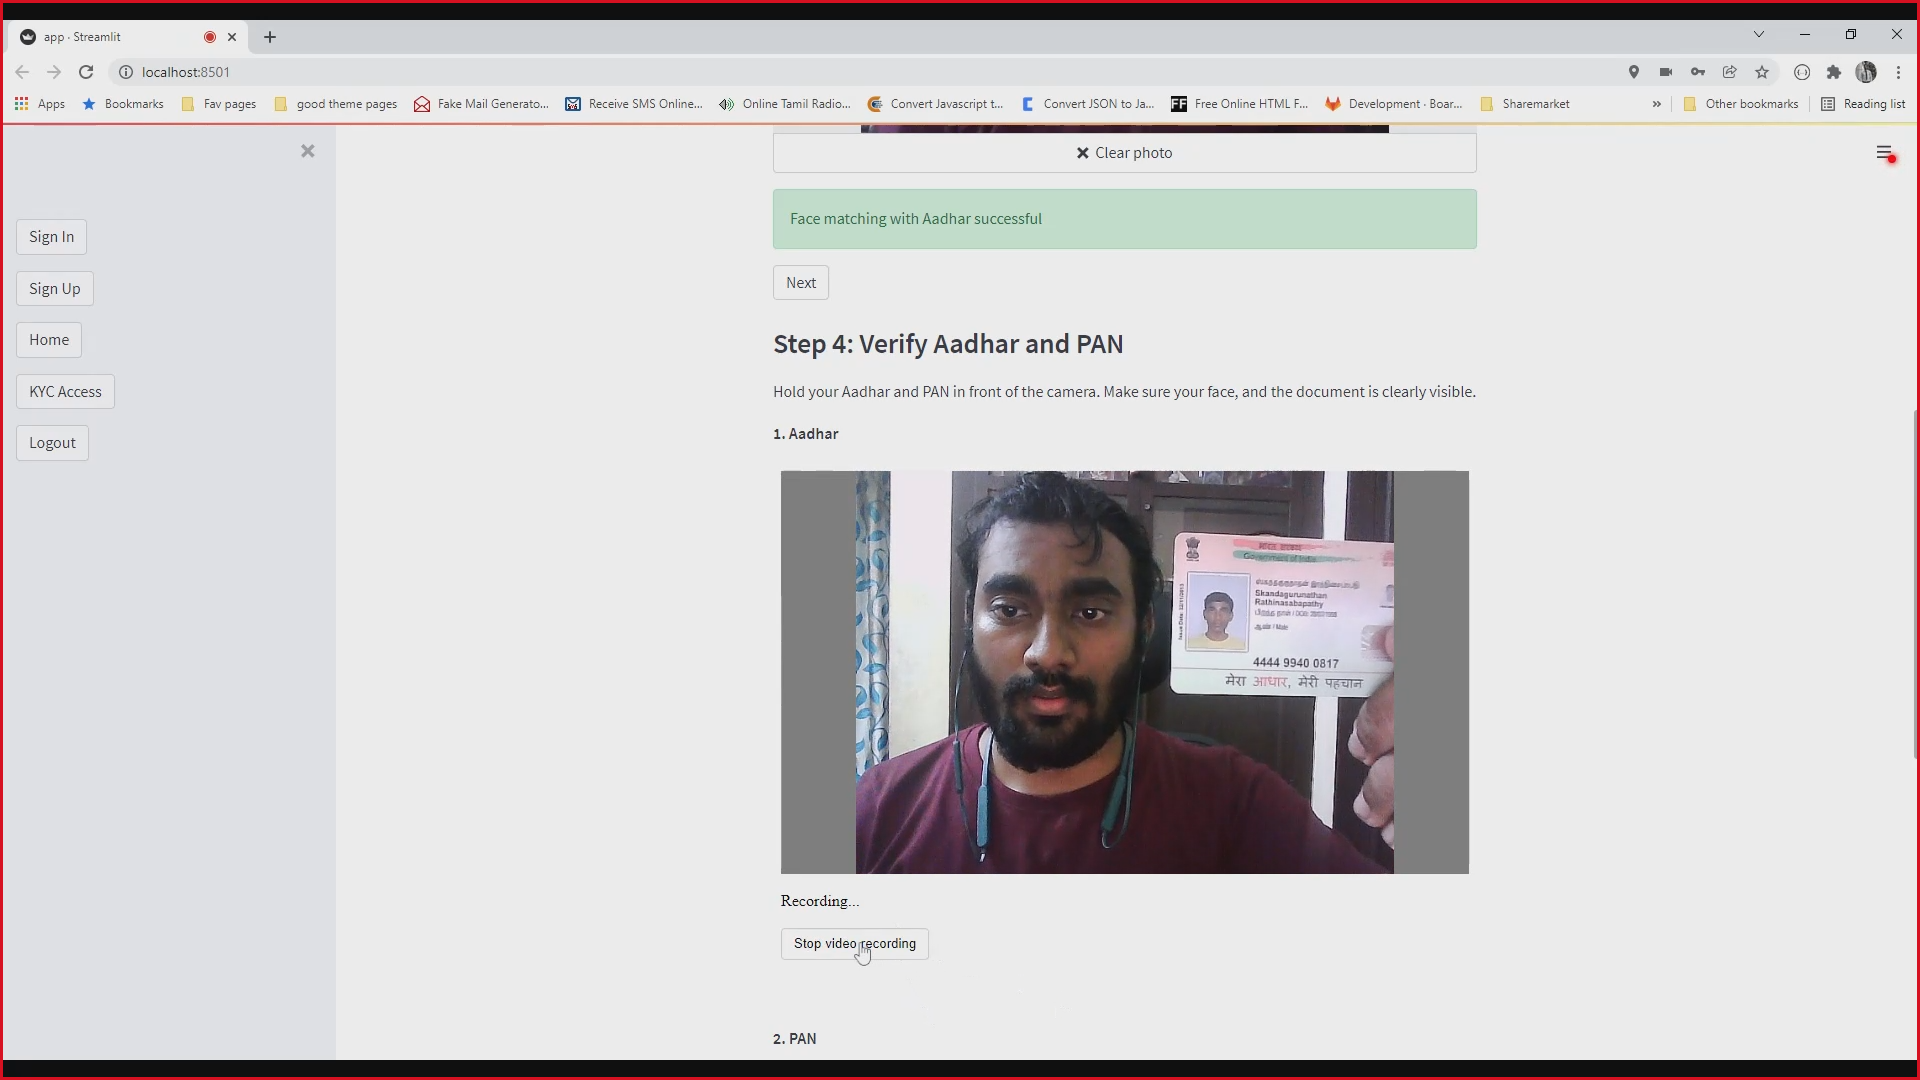 app · Streamlit
localhost:8501
Apps
Bookmarks
Fav pages
good theme pages
Fake Mail Generato...
Receive SMS Online...
Online Tamil Radio...
Convert Javascript t...
Convert JSON to Ja...
FF
Free Online HTML F...
Development · Boar...
Sharemarket
»
Other bookmarks
Reading list
Clear photo
Face matching with Aadhar successful
Next
Sign In
Sign Up
Home
KYC Access
Logout
Step 4: Verify Aadhar and PAN
Hold your Aadhar and PAN in front of the camera. Make sure your face, and the document is clearly visible.
1. Aadhar
Government of India
Skandagurunathan
Rathinasabapathy
4444 9940 0817
मेरा आधार, मेरी पहचान
Recording...
Stop video recording
2. PAN